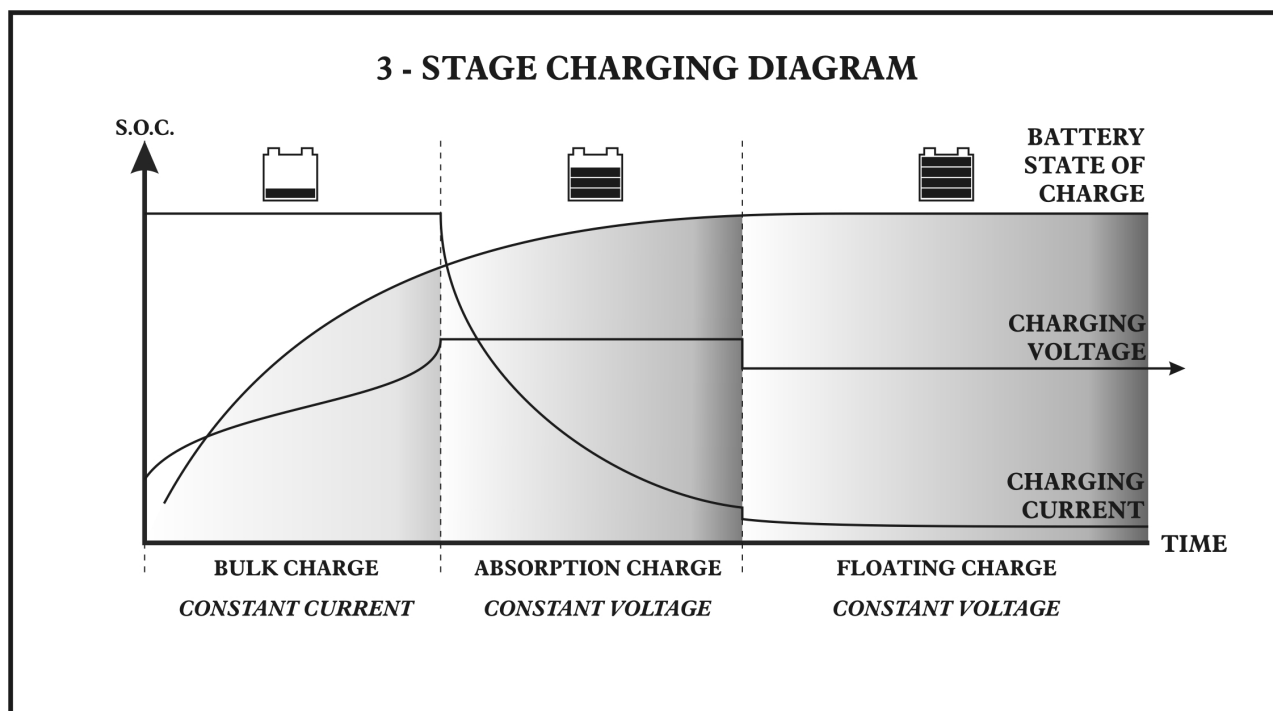 3 - STAGE CHARGING DIAGRAM
S.O.C.
BATTERY
STATE OF
CHARGE
CHARGING
VOLTAGE
CHARGING
CURRENT
TIME
BULK CHARGE
ABSORPTION CHARGE
FLOATING CHARGE
CONSTANT CURRENT
CONSTANT VOLTAGE
CONSTANT VOLTAGE